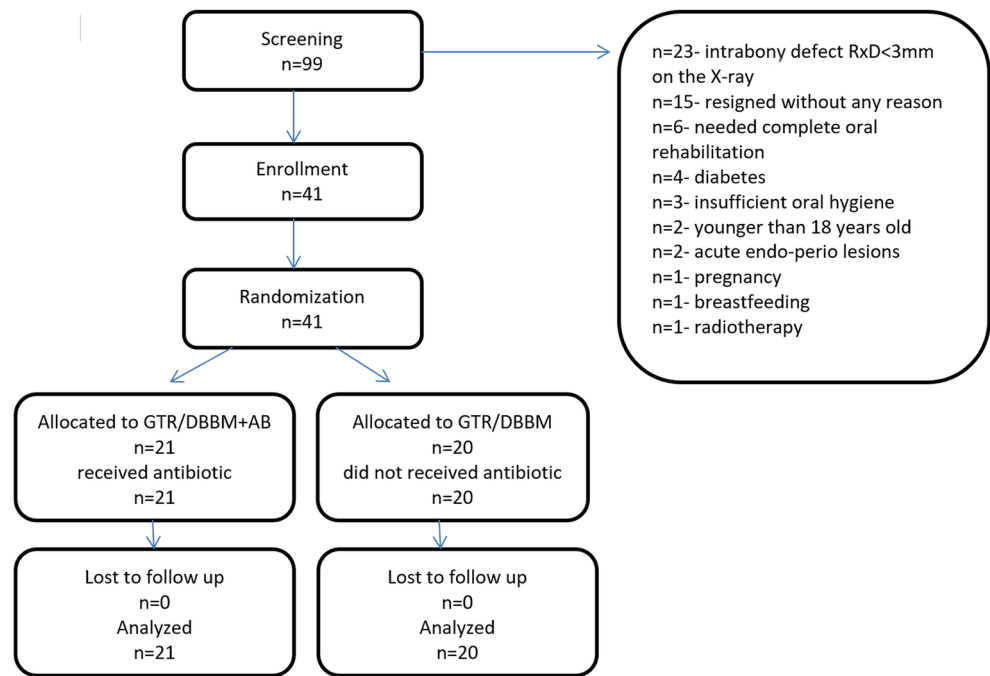 Screening
n=99
n=23- intrabony defect RxD<3mm
on the X-ray
n=15- resigned without any reason
n=6- needed complete oral
rehabilitation
n=4- diabetes
n=3- insufficient oral hygiene
n=2- younger than 18 years old
n=2- acute endo-perio lesions
n=1- pregnancy
n=1- breastfeeding
n=1- radiotherapy
Enrollment
n=41
Randomization
n=41
Allocated to GTR/DBBM+AB
n=21
received antibiotic
n=21
Allocated to GTR/DBBM
n=20
did not received antibiotic
n=20
Lost to follow up
n=0
Analyzed
n=21
Lost to follow up
n=0
Analyzed
n=20